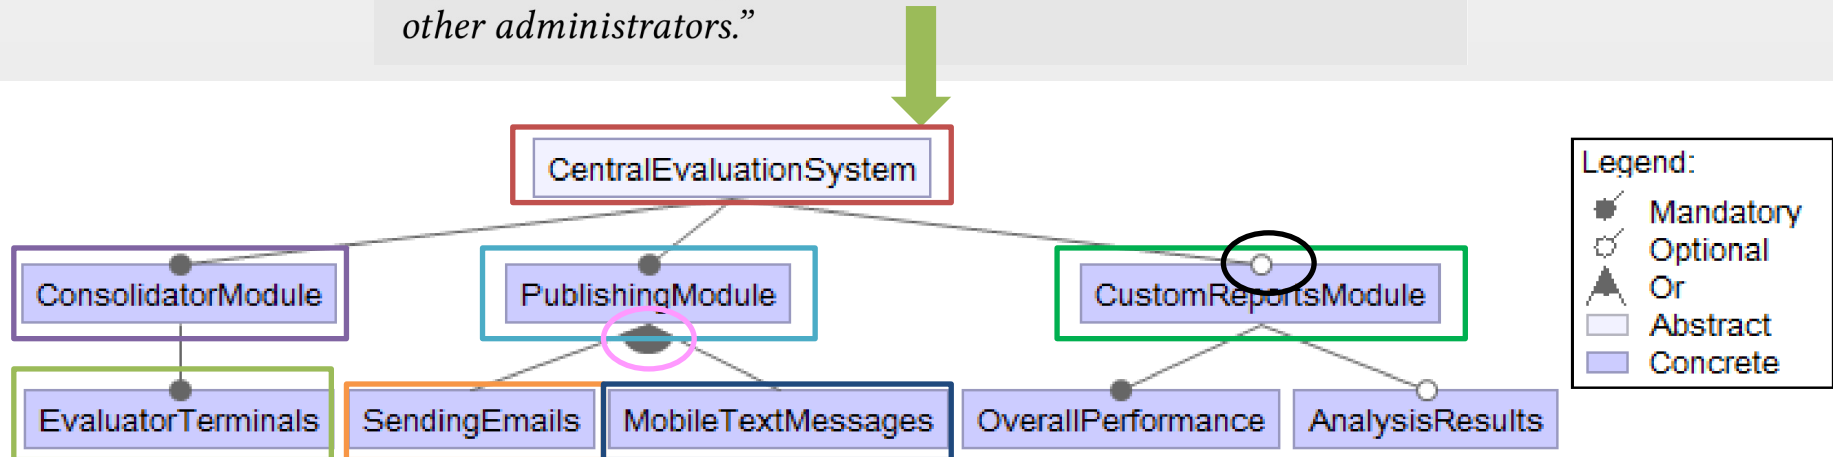 other administrators.”
CentralEvaluationSystem
Legend:
Mandatory
Optional
Or
Abstract
Concrete
ConsolidatorModule
PublishingModule
CustomReportsModule
EvaluatorTerminals
SendingEmails
MobileTextMessages
OverallPerformance
AnalysisResults